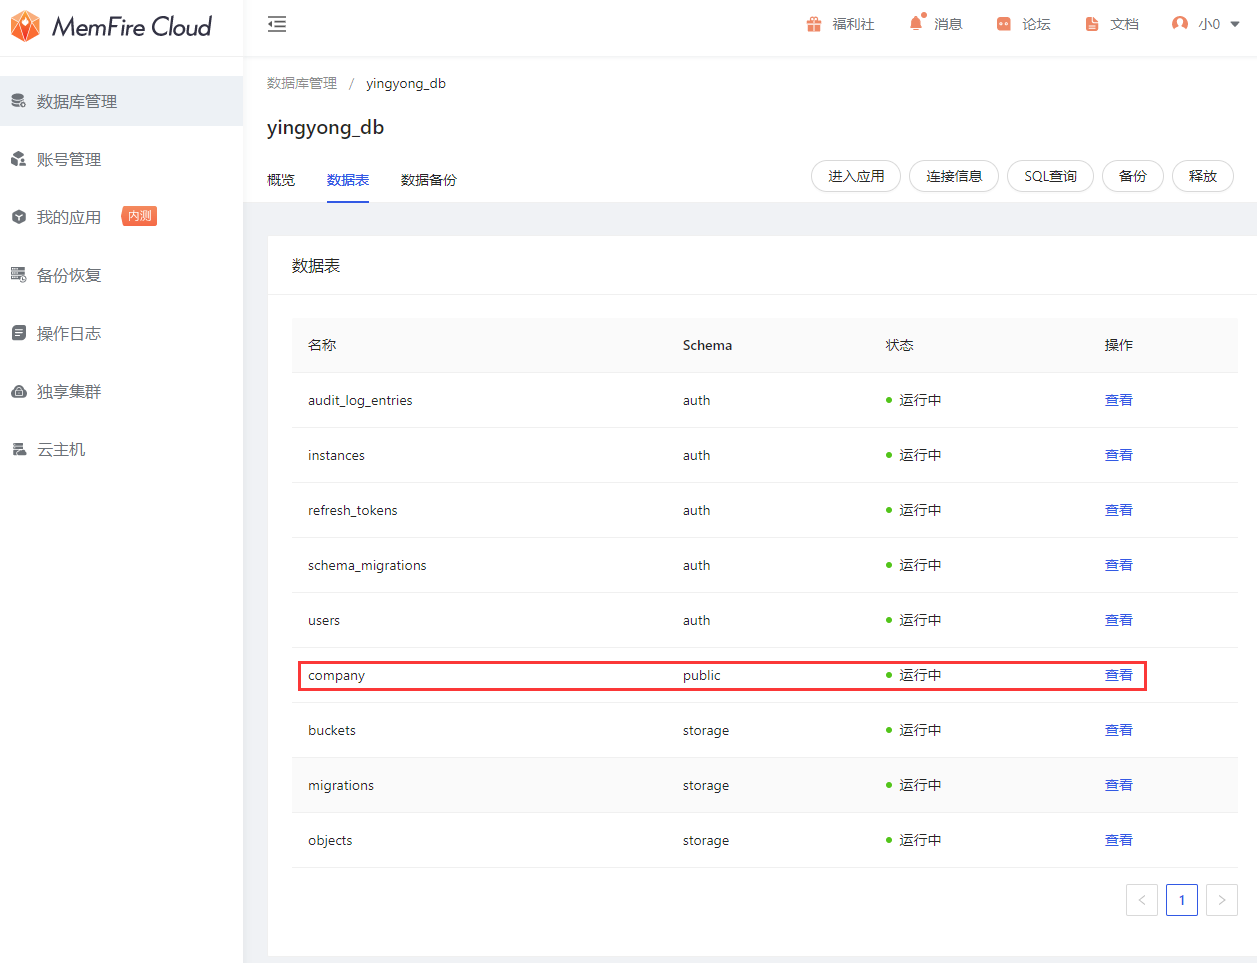 MemFire Cloud
福利社 消息 论坛 文档 小0
数据库管理
账号管理
我的应用 内测
备份恢复
操作日志
独享集群
云主机
数据库管理 / yingyong_db
yingyong_db
概览 数据表 数据备份
进入应用 连接信息 SQL查询 备份 释放
数据表
名称 Schema 状态 操作
audit_log_entries auth 运行中 查看
instances auth 运行中 查看
refresh_tokens auth 运行中 查看
schema_migrations auth 运行中 查看
users auth 运行中 查看
company public 运行中 查看
buckets storage 运行中 查看
migrations storage 运行中 查看
objects storage 运行中 查看
< 1 >